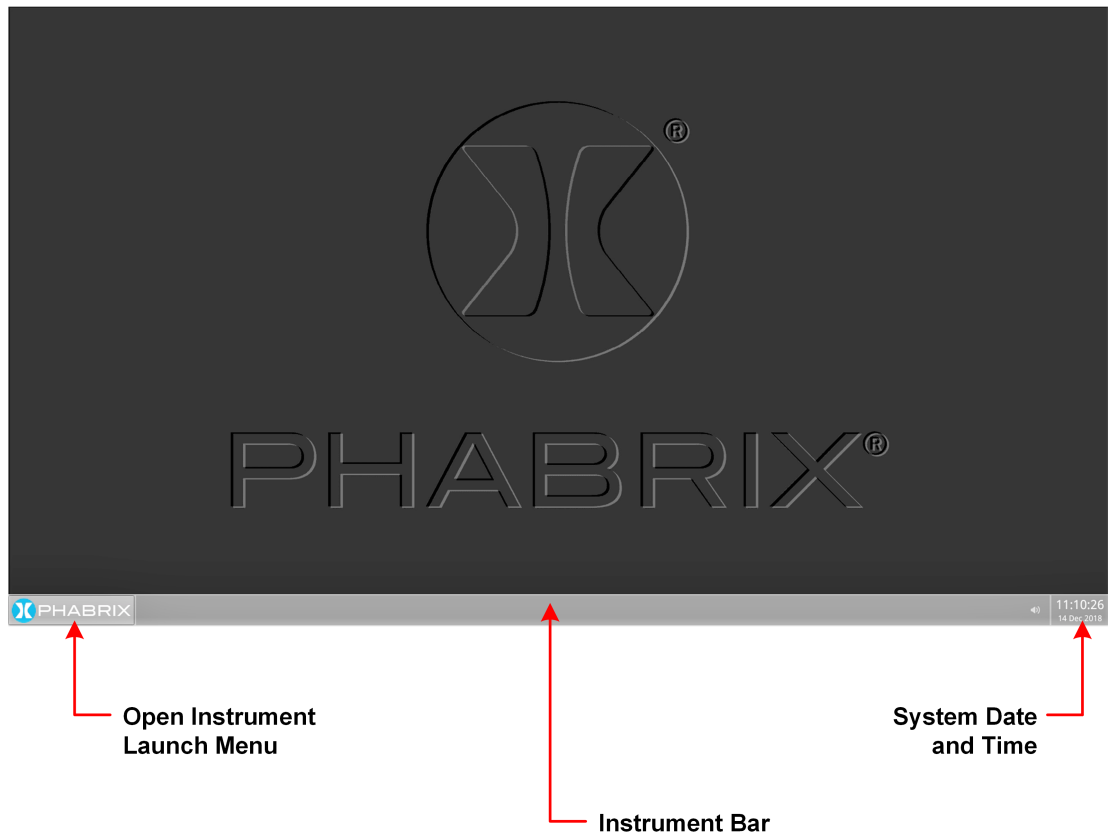 ®
PHABRIX®
PHABRIX
11:10:26
14 Dec 2018
Open Instrument
Launch Menu
System Date
and Time
Instrument Bar